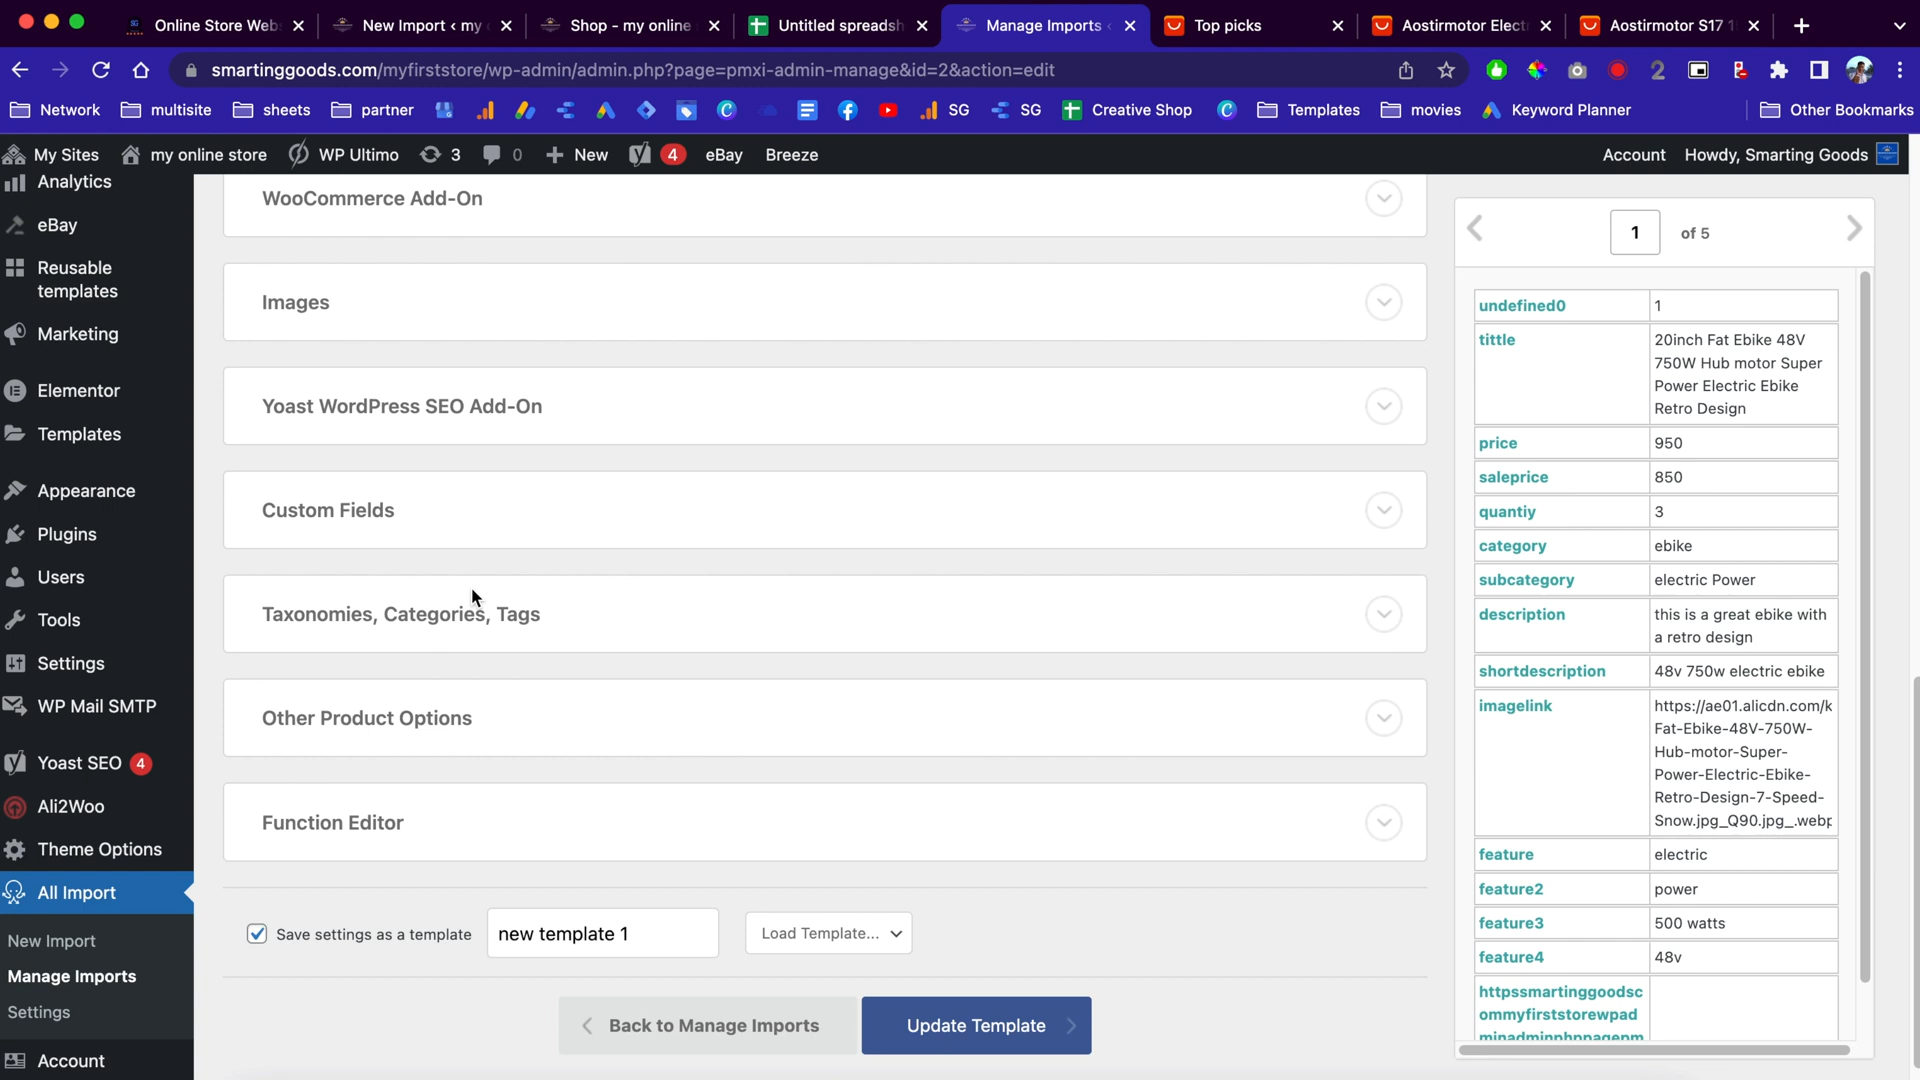 Online Store Web
New Import ‹ my
Shop - my online
Untitled spreadsh
Manage Imports ‹
Top picks
Aostirmotor Elect
Aostirmotor S17 1
smartinggoods.com/myfirststore/wp-admin/admin.php?page=pmxi-admin-manage&id=2&action=edit
Network
multisite
sheets
partner
SG
SG
Creative Shop
Templates
movies
Keyword Planner
Other Bookmarks
My Sites
my online store
WP Ultimo
3
0
New
4
eBay
Breeze
Account
Howdy, Smarting Goods
Analytics
eBay
Reusable
templates
Marketing
Elementor
Templates
Appearance
Plugins
Users
Tools
Settings
WP Mail SMTP
Yoast SEO 4
Ali2Woo
Theme Options
All Import
New Import
Manage Imports
Settings
Account
WooCommerce Add-On
Images
Yoast WordPress SEO Add-On
Custom Fields
Taxonomies, Categories, Tags
Other Product Options
Function Editor
Save settings as a template
new template 1
Load Template...
Back to Manage Imports
Update Template
1 of 5
undefined0 1
tittle 20inch Fat Ebike 48V
750W Hub motor Super
Power Electric Ebike
Retro Design
price 950
saleprice 850
quantiy 3
category ebike
subcategory electric Power
description this is a great ebike with
a retro design
shortdescription 48v 750w electric ebike
imagelink https://ae01.alicdn.com/k
Fat-Ebike-48V-750W-
Hub-motor-Super-
Power-Electric-Ebike-
Retro-Design-7-Speed-
Snow.jpg_Q90.jpg_.webp
feature electric
feature2 power
feature3 500 watts
feature4 48v
httpssmartinggoodsc
ommyfirststorewpad
minadminphppagepm